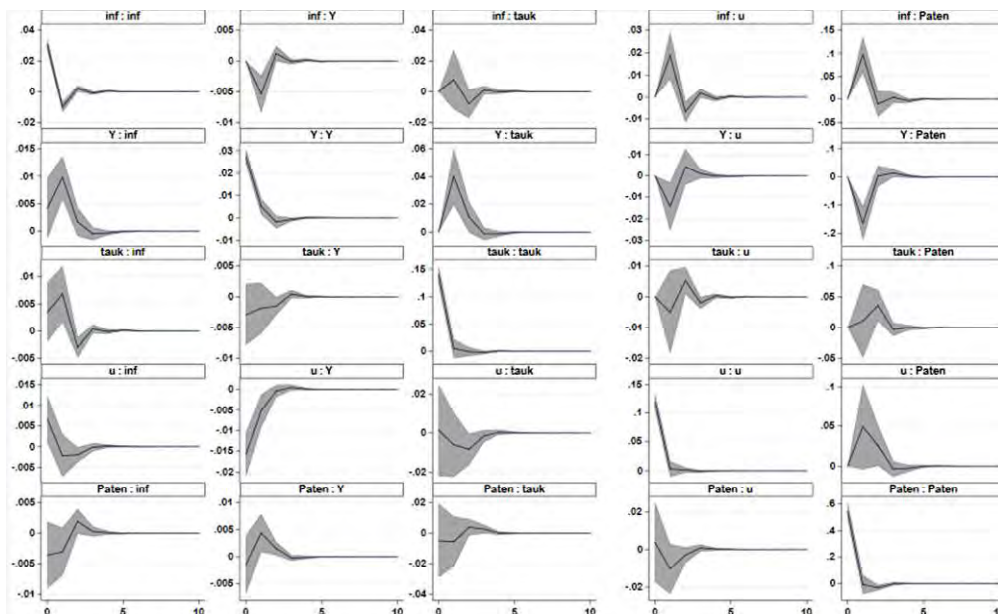 inf : inf inf : Y inf : tauk inf : u inf : Paten
.04 .02 0 -.02
.005 0 -.005 -.01
.04 .02 0 -.02
.03 .02 .01 0 -.01
.15 .1 .05 0 -.05
Y : inf Y : Y Y : tauk Y : u Y : Paten
.015 .01 .005 0
.03 .02 .01 0 -.01
.06 .04 .02 0
.01 0 -.01 -.02 -.03
.1 0 -.1 -.2
tauk : inf tauk : Y tauk : tauk tauk : u tauk : Paten
.01 .005 0 -.005
.005 0 -.005 -.01
.15 .1 .05 0
.01 0 -.01 -.02
.1 .05 0 -.05
u : inf u : Y u : tauk u : u u : Paten
.015 .01 .005 0 -.005
0 -.005 -.01 -.015 -.02
.02 0 -.02
.15 .1 .05 0
.1 .05 0
Paten : inf Paten : Y Paten : tauk Paten : u Paten : Paten
.005 0 -.005 -.01
.01 .005 0 -.005
.02 0 -.02 -.04
.02 0 -.02
.6 .4 .2 0
0 5 10 0 5 10 0 5 10 0 5 10 0 5 10